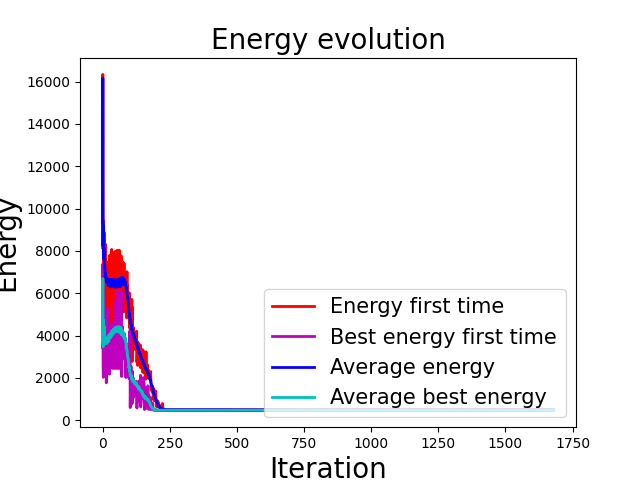 Energy evolution
Energy
16000
14000
12000
10000
8000
6000
4000
2000
0
Energy first time
Best energy first time
Average energy
Average best energy
0 250 500 750 1000 1250 1500 1750
Iteration